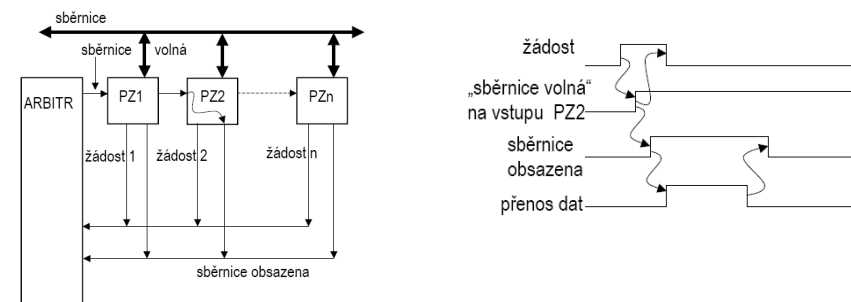 sběrnice
sběrnice volná
ARBITR
PZ1
PZ2
PZn
žádost 1
žádost 2
žádost n
sběrnice obsazena
žádost
„sběrnice volná“
na vstupu PZ2
sběrnice
obsazena
přenos dat